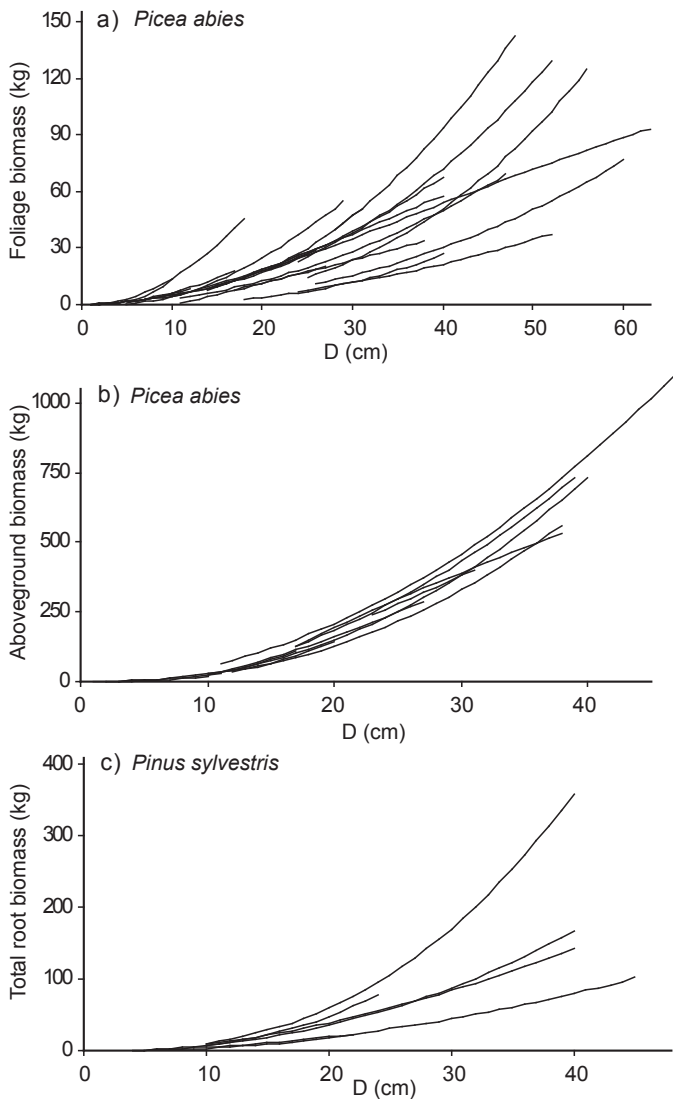 a) Picea abies
Foliage biomass (kg)
150
120
90
60
30
0
0 10 20 30 40 50 60
D (cm)
b) Picea abies
Aboveground biomass (kg)
1000
750
500
250
0
0 10 20 30 40
D (cm)
c) Pinus sylvestris
Total root biomass (kg)
400
300
200
100
0
0 10 20 30 40
D (cm)